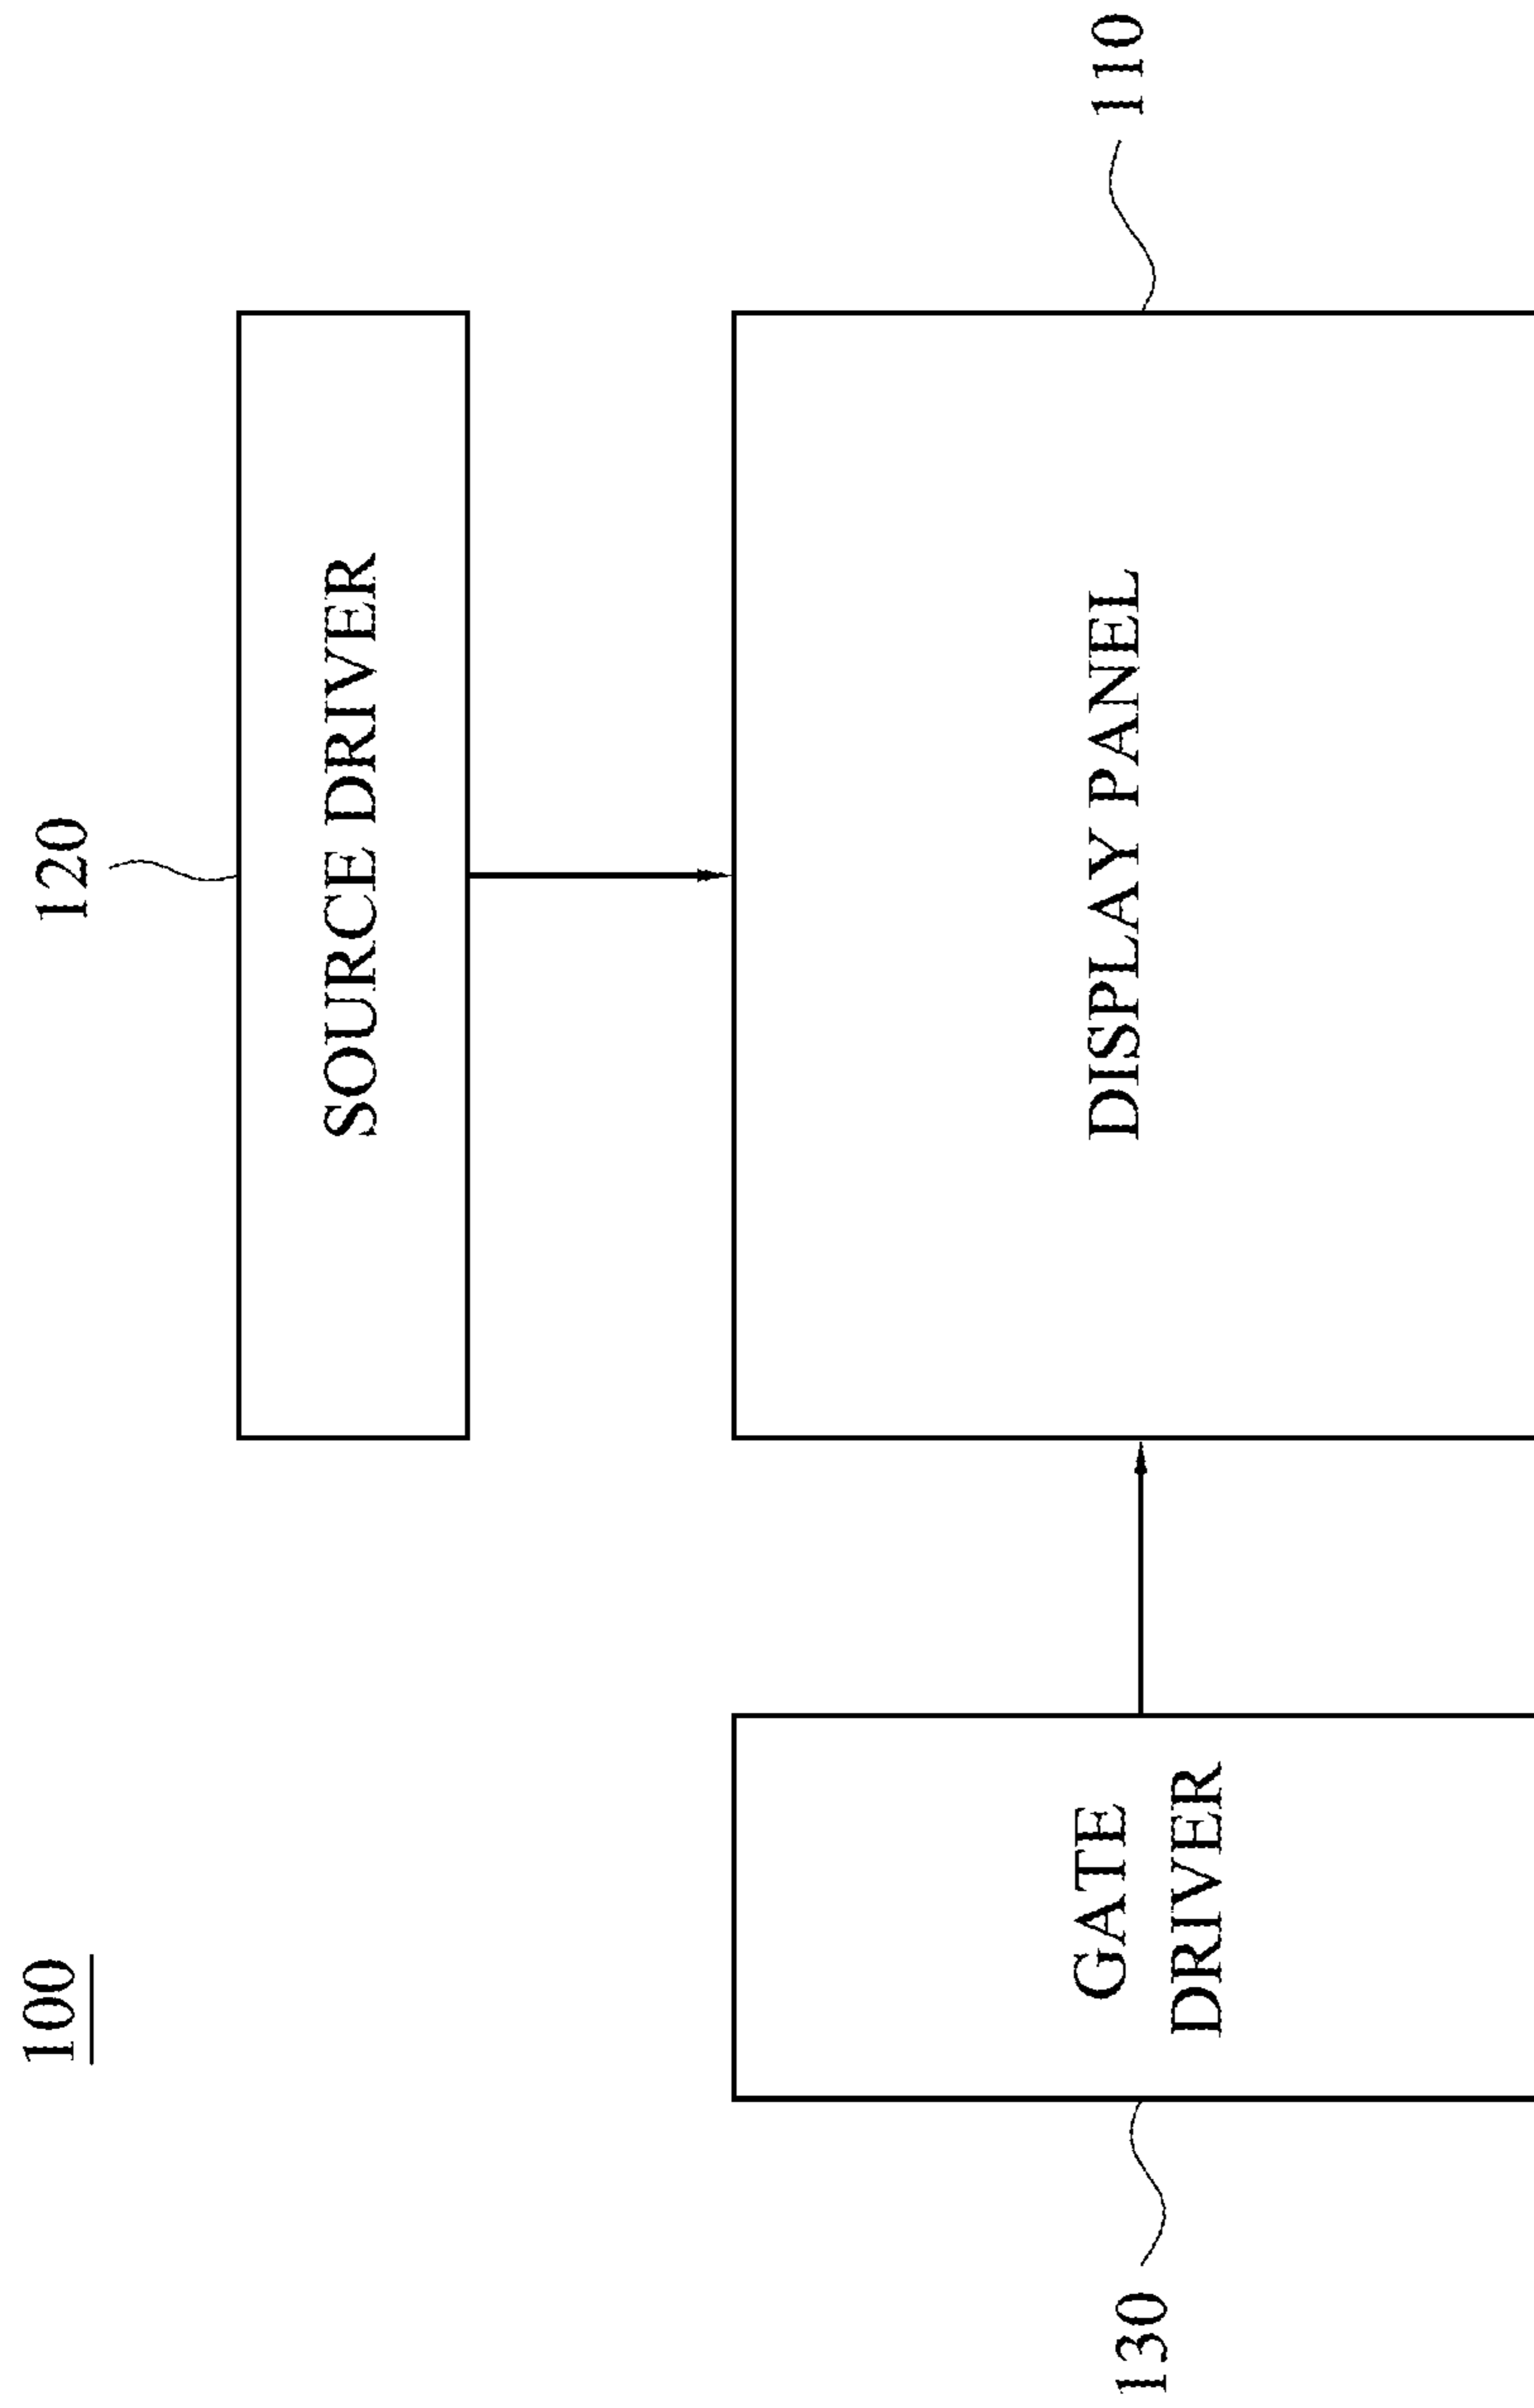 100
120
SOURCE DRIVER
130
GATE
DRIVER
DISPLAY PANEL
110